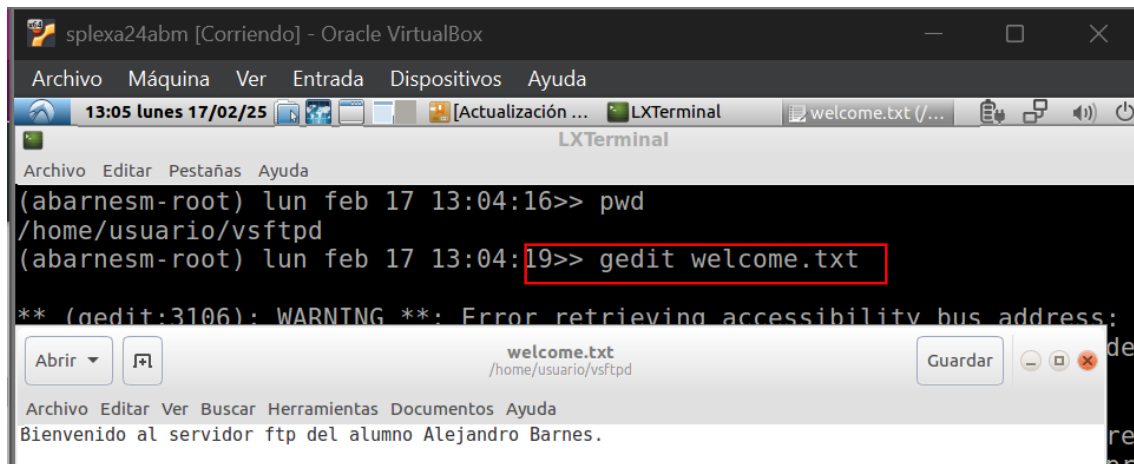 splexa24abm [Corriendo] - Oracle VirtualBox
Archivo Máquina Ver Entrada Dispositivos Ayuda
13:05 lunes 17/02/25 [Actualización ... LXTerminal welcome.txt (/...
LXTerminal
Archivo Editar Pestañas Ayuda
(abarnesm-root) lun feb 17 13:04:16>> pwd
/home/usuario/vsftpd
(abarnesm-root) lun feb 17 13:04:19>> gedit welcome.txt
** (gedit:3106): WARNING **: Error retrieving accessibility bus address:
Abrir welcome.txt Guardar de
/home/usuario/vsftpd
Archivo Editar Ver Buscar Herramientas Documentos Ayuda
Bienvenido al servidor ftp del alumno Alejandro Barnes.
re